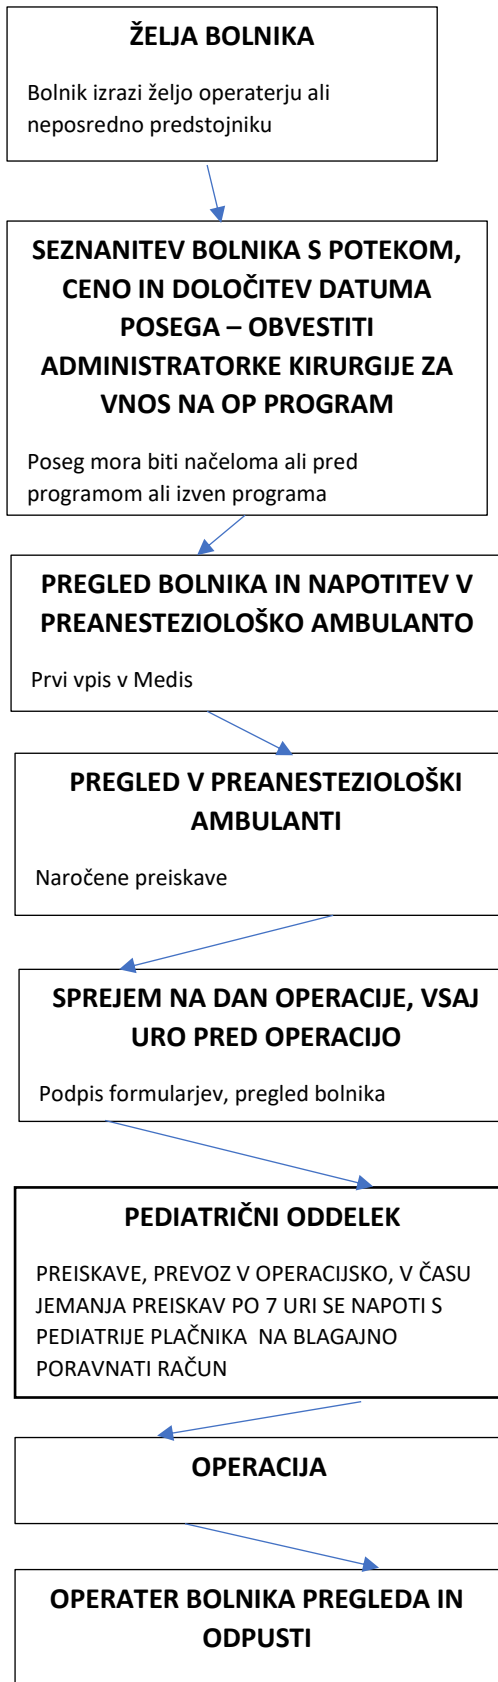 ŽELJA BOLNIKA
Bolnik izrazi željo operaterju ali
neposredno predstojniku
SEZNANITEV BOLNIKA S POTEKOM,
CENO IN DOLOČITEV DATUMA
POSEGA – OBVESTITI
ADMINISTRATORKE KIRURGIJE ZA
VNOS NA OP PROGRAM
Poseg mora biti načeloma ali pred
programom ali izven programa
PREGLED BOLNIKA IN NAPOTITEV V
PREANESTEZIOLOŠKO AMBULANTO
Prvi vpis v Medis
PREGLED V PREANESTEZIOLOŠKI
AMBULANTI
Naročene preiskave
SPREJEM NA DAN OPERACIJE, VSAJ
URO PRED OPERACIJO
Podpis formularjev, pregled bolnika
PEDIATRIČNI ODDELEK
PREISKAVE, PREVOZ V OPERACIJSKO, V ČASU
JEMANJA PREISKAV PO 7 URI SE NAPOTI S
PEDIATRIJE PLAČNIKA NA BLAGAJNO
PORAVNATI RAČUN
OPERACIJA
OPERATER BOLNIKA PREGLEDA IN
ODPUSTI